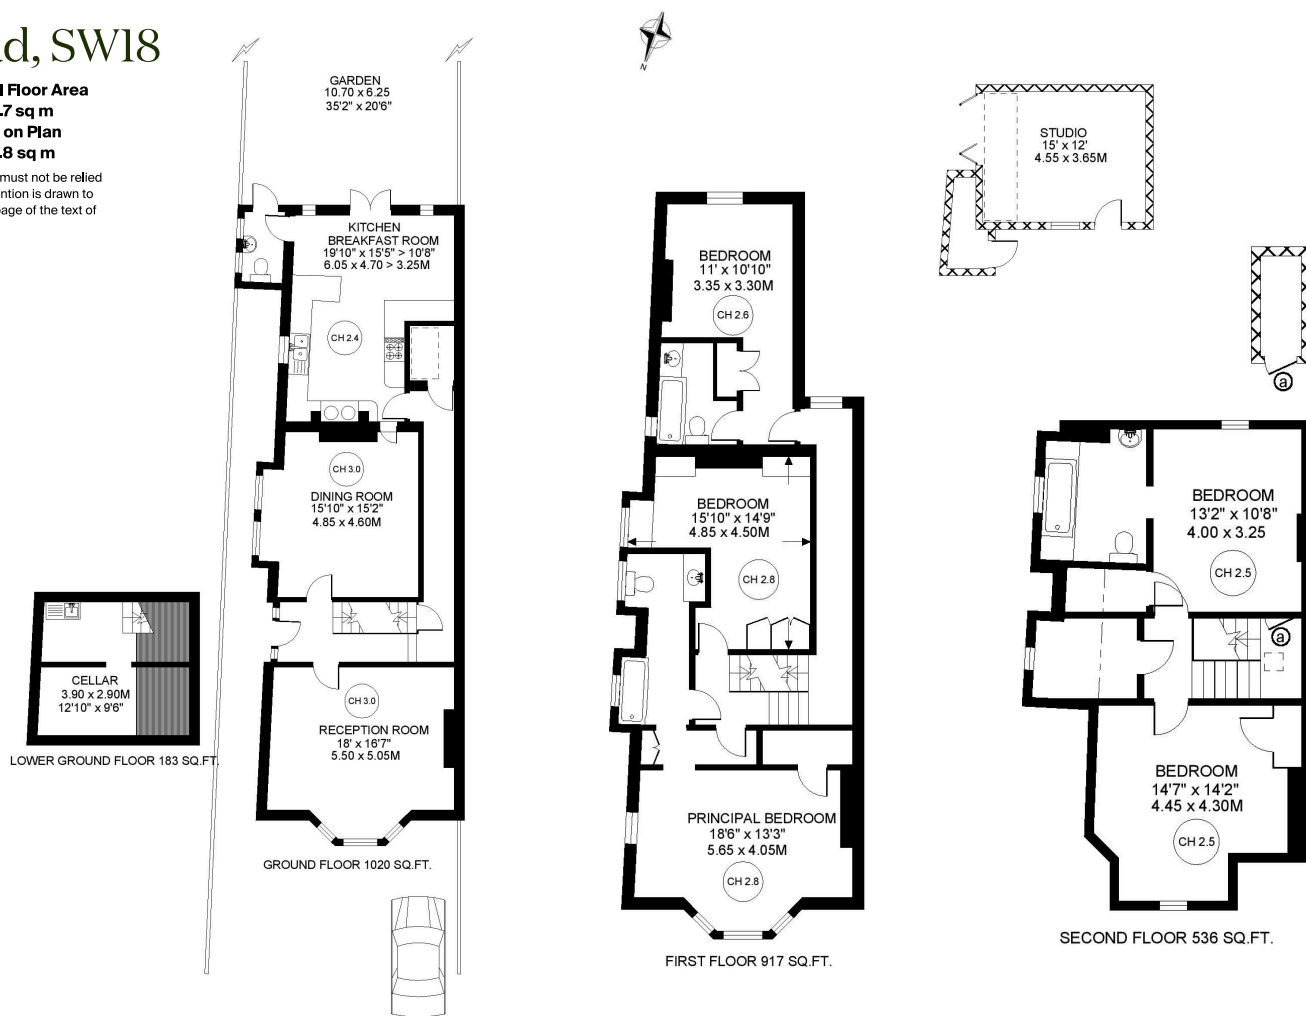 SW18
Floor Area
.7 sq m
on Plan
.8 sq m
must not be relied
is drawn to
of the text of
N
GARDEN
10.70 x 6.25
35'2" x 20'6"
KITCHEN
BREAKFAST ROOM
19'10" x 15'5" > 10'8"
6.05 x 4.70 > 3.25M
CH 2.4
CH 3.0
DINING ROOM
15'10" x 15'2"
4.85 x 4.60M
CH 3.0
RECEPTION ROOM
18' x 16'7"
5.50 x 5.05M
GROUND FLOOR 1020 SQ.FT.
CELLAR
3.90 x 2.90M
12'10" x 9'6"
LOWER GROUND FLOOR 183 SQ.FT.
BEDROOM
11' x 10'10"
3.35 x 3.30M
CH 2.6
BEDROOM
15'10" x 14'9"
4.85 x 4.50M
CH 2.8
PRINCIPAL BEDROOM
18'6" x 13'3"
5.65 x 4.05M
CH 2.8
FIRST FLOOR 917 SQ.FT.
STUDIO
15' x 12'
4.55 x 3.65M
a
BEDROOM
13'2" x 10'8"
4.00 x 3.25
CH 2.5
a
BEDROOM
14'7" x 14'2"
4.45 x 4.30M
CH 2.5
SECOND FLOOR 536 SQ.FT.